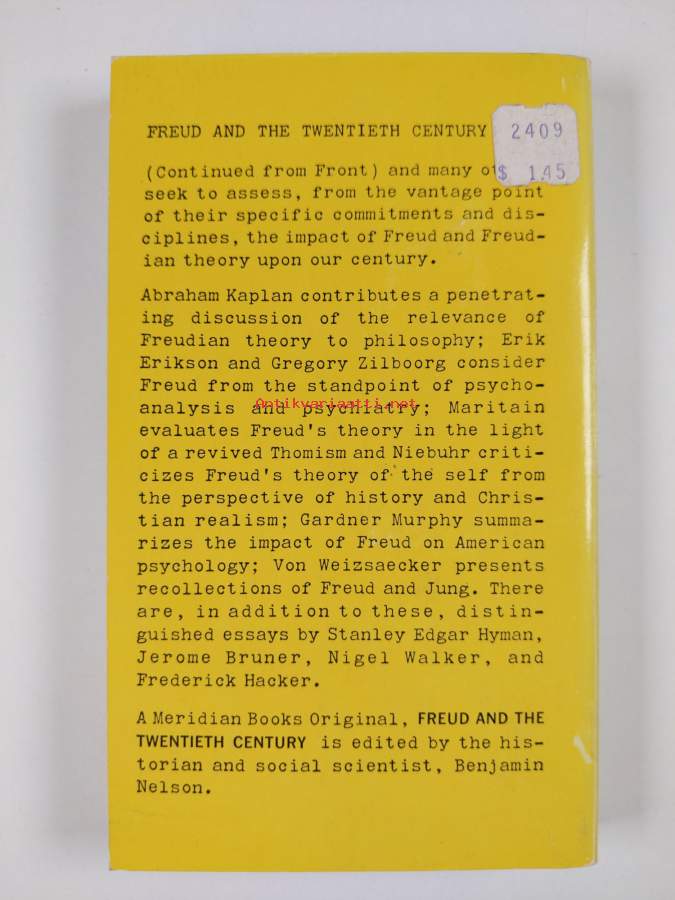 FREUD AND THE TWENTIETH CENTURY
2409
$ 1.45
(Continued from Front) and many
seek to assess, from the vantage point
of their specific commitments and dis-
ciplines, the impact of Freud and Freud-
ian theory upon our century.
Abraham Kaplan contributes a penetrat-
ing discussion of the relevance of
Freudian theory to philosophy; Erik
Erikson and Gregory Zilboorg consider
Freud from the standpoint of psycho-
Antikvariaatti.net
analysis and psychiatry; Maritain
evaluates Freud's theory in the light
of a revived Thomism and Niebuhr criti-
cizes Freud's theory of the self from
the perspective of history and Chris-
tian realism; Gardner Murphy summa-
rizes the impact of Freud on American
psychology; Von Weizsaecker presents
recollections of Freud and Jung. There
are, in addition to these, distin-
guished essays by Stanley Edgar Hyman,
Jerome Bruner, Nigel Walker, and
Frederick Hacker.
A Meridian Books Original, FREUD AND THE
TWENTIETH CENTURY is edited by the his-
torian and social scientist, Benjamin
Nelson.